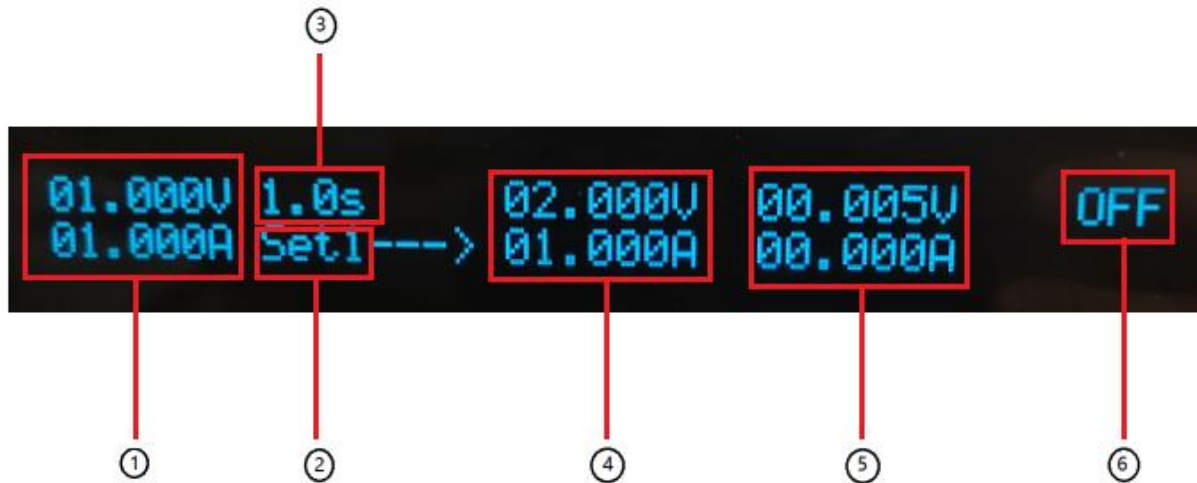 ③
01.000V 1.0s 02.000V 00.005V OFF
01.000A Set1---> 01.000A 00.000A
① ② ④ ⑤ ⑥